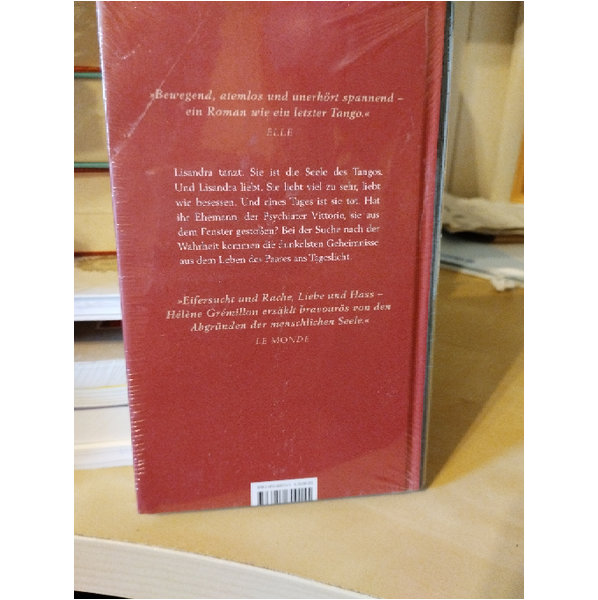 »Bewegend, atemlos und unerhört spannend –
ein Roman wie ein letzter Tango.«
ELLE
Lisandra tanzt. Sie ist die Seele des Tangos.
Und Lisandra liebt. Sie liebt viel zu sehr, liebt
wie besessen. Und eines Tages ist sie tot. Hat
ihr Ehemann, der Psychiater Vittorio, sie aus
dem Fenster gestoßen? Bei der Suche nach der
Wahrheit kommen die dunkelsten Geheimnisse
aus dem Leben des Paares ans Tageslicht.
»Eifersucht und Rache, Liebe und Hass –
Hélène Grémillon erzählt bravourös von den
Abgründen der menschlichen Seele.«
LE MONDE